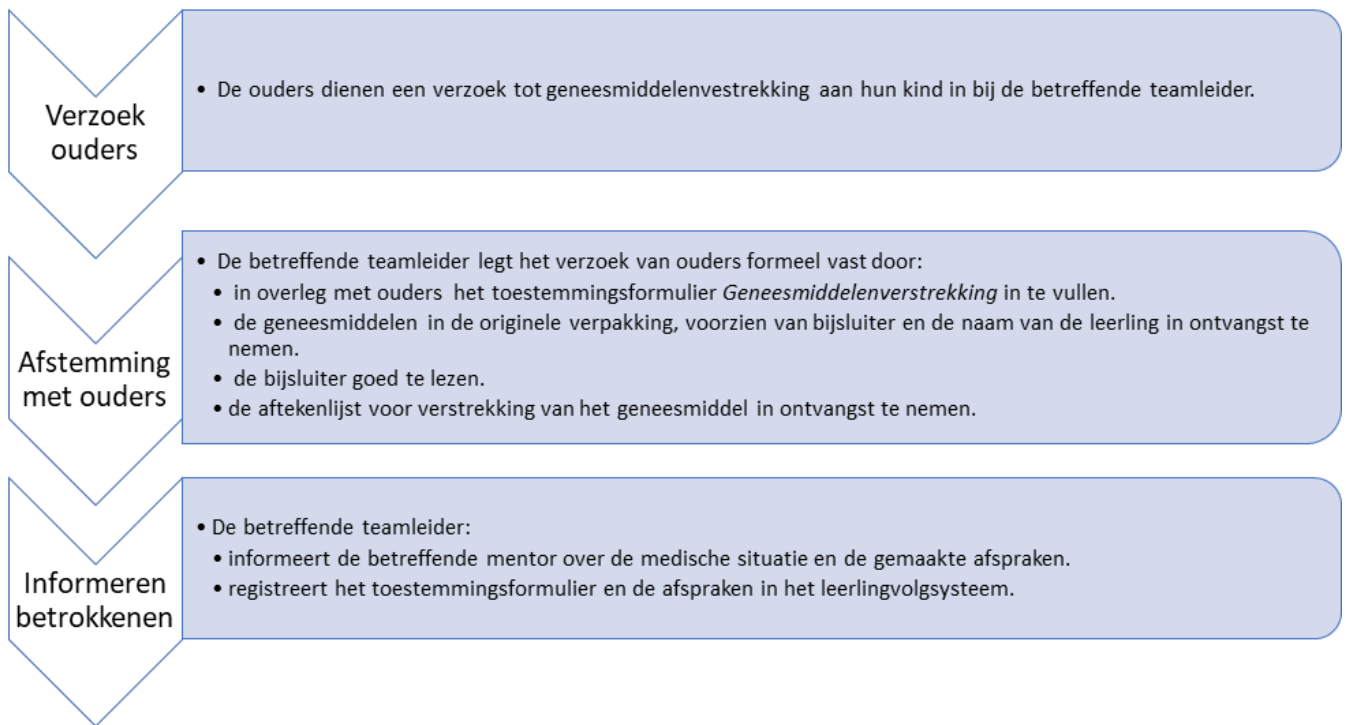 Verzoek
ouders
• De ouders dienen een verzoek tot geneesmiddelenvestrekking aan hun kind in bij de betreffende teamleider.
Afstemming
met ouders
• De betreffende teamleider legt het verzoek van ouders formeel vast door:
• in overleg met ouders het toestemmingsformulier Geneesmiddelenverstrekking in te vullen.
• de geneesmiddelen in de originele verpakking, voorzien van bijsluiter en de naam van de leerling in ontvangst te
nemen.
• de bijsluiter goed te lezen.
• de aftekenlijst voor verstrekking van het geneesmiddel in ontvangst te nemen.
Informeren
betrokkenen
• De betreffende teamleider:
• informeert de betreffende mentor over de medische situatie en de gemaakte afspraken.
• registreert het toestemmingsformulier en de afspraken in het leerlingvolgsysteem.